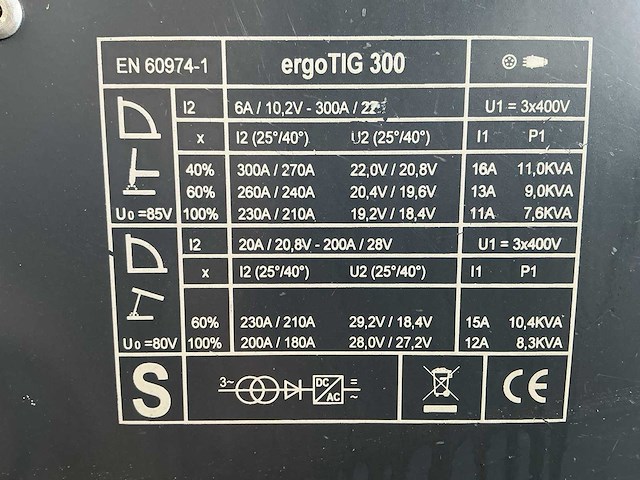 EN 60974-1 ergoTIG 300
I2 6A / 10,2V - 300A / 22 U1 = 3x400V
x I2 (25°/40°) U2 (25°/40°) I1 P1
40% 300A / 270A 22,0V / 20,8V 16A 11,0KVA
60% 260A / 240A 20,4V / 19,6V 13A 9,0KVA
U0 =85V 100% 230A / 210A 19,2V / 18,4V 11A 7,6KVA
I2 20A / 20,8V - 200A / 28V U1 = 3x400V
x I2 (25°/40°) U2 (25°/40°) I1 P1
60% 230A / 210A 29,2V / 18,4V 15A 10,4KVA
U0 =80V 100% 200A / 180A 28,0V / 27,2V 12A 8,3KVA
S 3~ DC AC = ~ CE